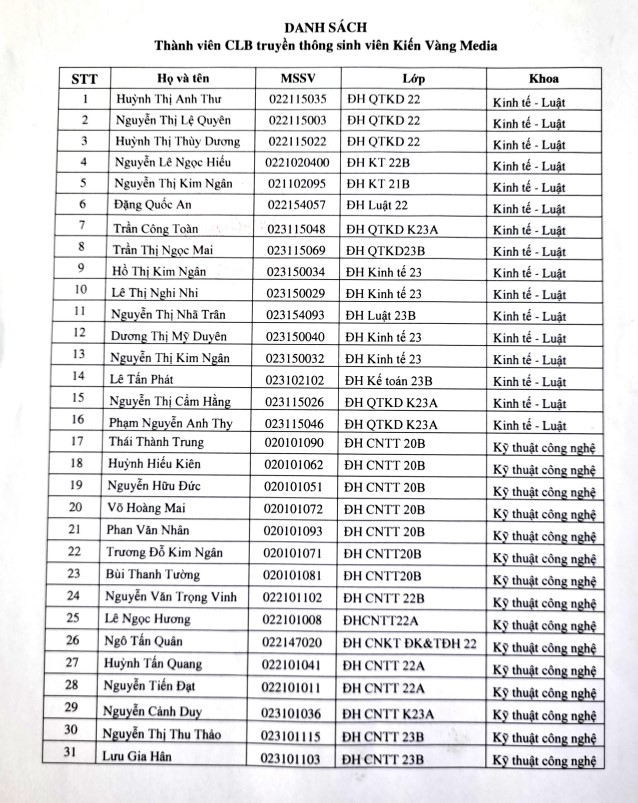 DANH SÁCH
Thành viên CLB truyền thông sinh viên Kiến Vàng Media
STT Họ và tên MSSV Lớp Khoa
1 Huỳnh Thị Anh Thư 022115035 ĐH QTKD 22 Kinh tế - Luật
2 Nguyễn Thị Lệ Quyên 022115003 ĐH QTKD 22 Kinh tế - Luật
3 Huỳnh Thị Thùy Dương 022115022 ĐH QTKD 22 Kinh tế - Luật
4 Nguyễn Lê Ngọc Hiếu 0221020400 ĐH KT 22B Kinh tế - Luật
5 Nguyễn Thị Kim Ngân 021102095 ĐH KT 21B Kinh tế - Luật
6 Đặng Quốc An 022154057 ĐH Luật 22 Kinh tế - Luật
7 Trần Công Toàn 023115048 ĐH QTKD K23A Kinh tế - Luật
8 Trần Thị Ngọc Mai 023115069 ĐH QTKD23B Kinh tế - Luật
9 Hồ Thị Kim Ngân 023150034 ĐH Kinh tế 23 Kinh tế - Luật
10 Lê Thị Nghi Nhi 023150029 ĐH Kinh tế 23 Kinh tế - Luật
11 Nguyễn Thị Nhã Trân 023154093 ĐH Luật 23B Kinh tế - Luật
12 Dương Thị Mỹ Duyên 023150040 ĐH Kinh tế 23 Kinh tế - Luật
13 Nguyễn Thị Kim Ngân 023150032 ĐH Kinh tế 23 Kinh tế - Luật
14 Lê Tấn Phát 023102102 ĐH Kế toán 23B Kinh tế - Luật
15 Nguyễn Thị Cẩm Hằng 023115026 ĐH QTKD K23A Kinh tế - Luật
16 Phạm Nguyễn Anh Thy 023115046 ĐH QTKD K23A Kinh tế - Luật
17 Thái Thành Trung 020101090 ĐH CNTT 20B Kỹ thuật công nghệ
18 Huỳnh Hiếu Kiên 020101062 ĐH CNTT 20B Kỹ thuật công nghệ
19 Nguyễn Hữu Đức 020101051 ĐH CNTT 20B Kỹ thuật công nghệ
20 Võ Hoàng Mai 020101072 ĐH CNTT 20B Kỹ thuật công nghệ
21 Phan Văn Nhân 020101093 ĐH CNTT 20B Kỹ thuật công nghệ
22 Trương Đỗ Kim Ngân 020101071 ĐH CNTT20B Kỹ thuật công nghệ
23 Bùi Thanh Tường 020101081 ĐH CNTT20B Kỹ thuật công nghệ
24 Nguyễn Văn Trọng Vinh 022101102 ĐH CNTT 22B Kỹ thuật công nghệ
25 Lê Ngọc Hương 022101008 ĐHCNTT22A Kỹ thuật công nghệ
26 Ngô Tấn Quân 022147020 ĐH CNKT ĐK&TĐH 22 Kỹ thuật công nghệ
27 Huỳnh Tấn Quang 022101041 ĐH CNTT 22A Kỹ thuật công nghệ
28 Nguyễn Tiến Đạt 022101011 ĐH CNTT 22A Kỹ thuật công nghệ
29 Nguyễn Cảnh Duy 023101036 ĐH CNTT K23A Kỹ thuật công nghệ
30 Nguyễn Thị Thu Thảo 023101115 ĐH CNTT 23B Kỹ thuật công nghệ
31 Lưu Gia Hân 023101103 ĐH CNTT 23B Kỹ thuật công nghệ